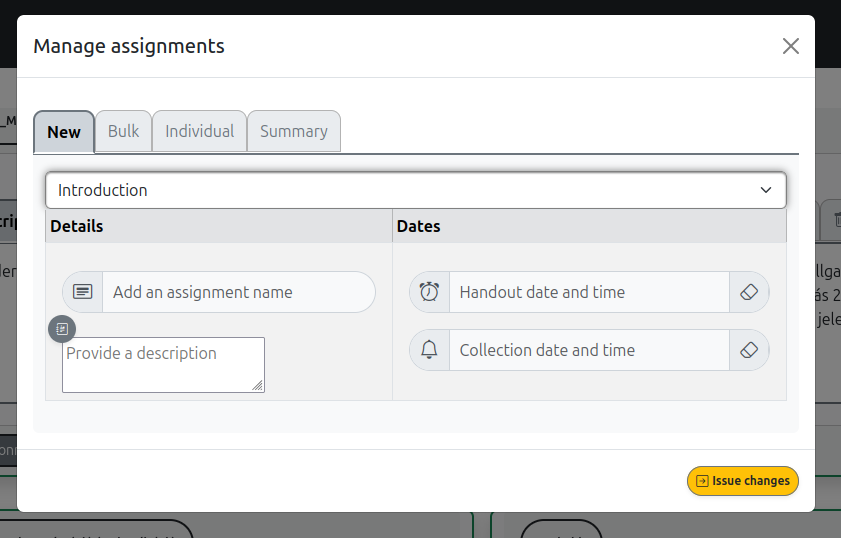 Manage assignments
New Bulk Individual Summary
Introduction
Details Dates
Add an assignment name
Handout date and time
Provide a description
Collection date and time
Issue changes